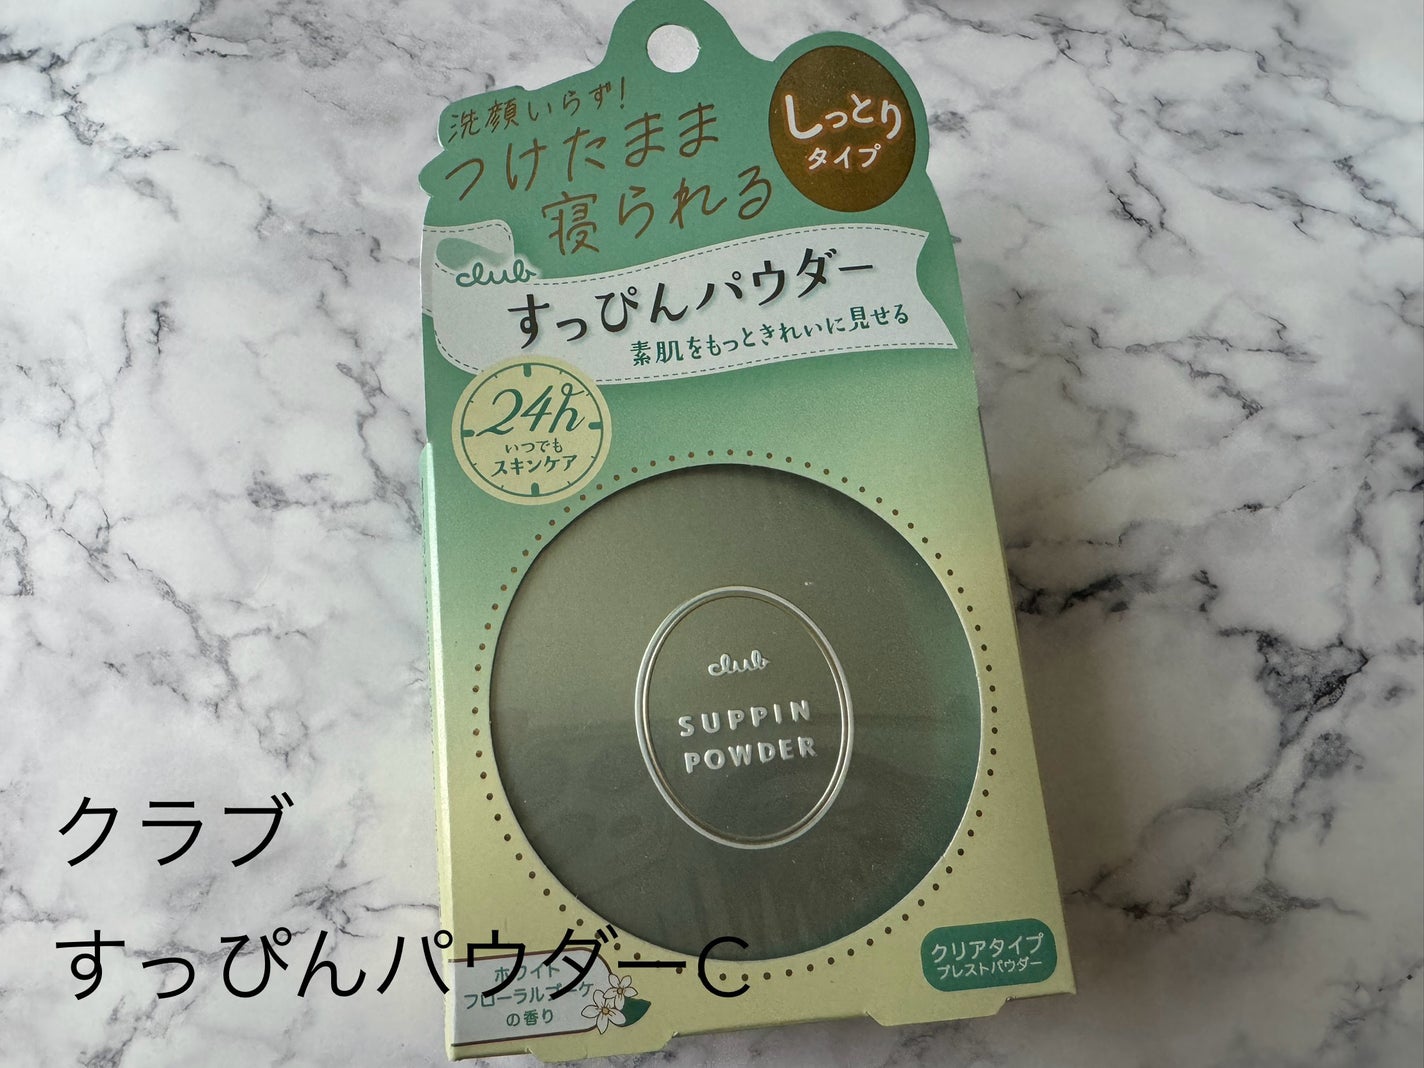 洗顔いらず!
つけたまま
寝られる
しっとり
タイプ
club
すっぴんパウダー
素肌をもっときれいに見せる
24h
いつでも
スキンケア
club
SUPPIN
POWDER
クリアタイプ
プレストパウダー
ホワイト
フローラルブーケ
の香り
クラブ
すっぴんパウダーC